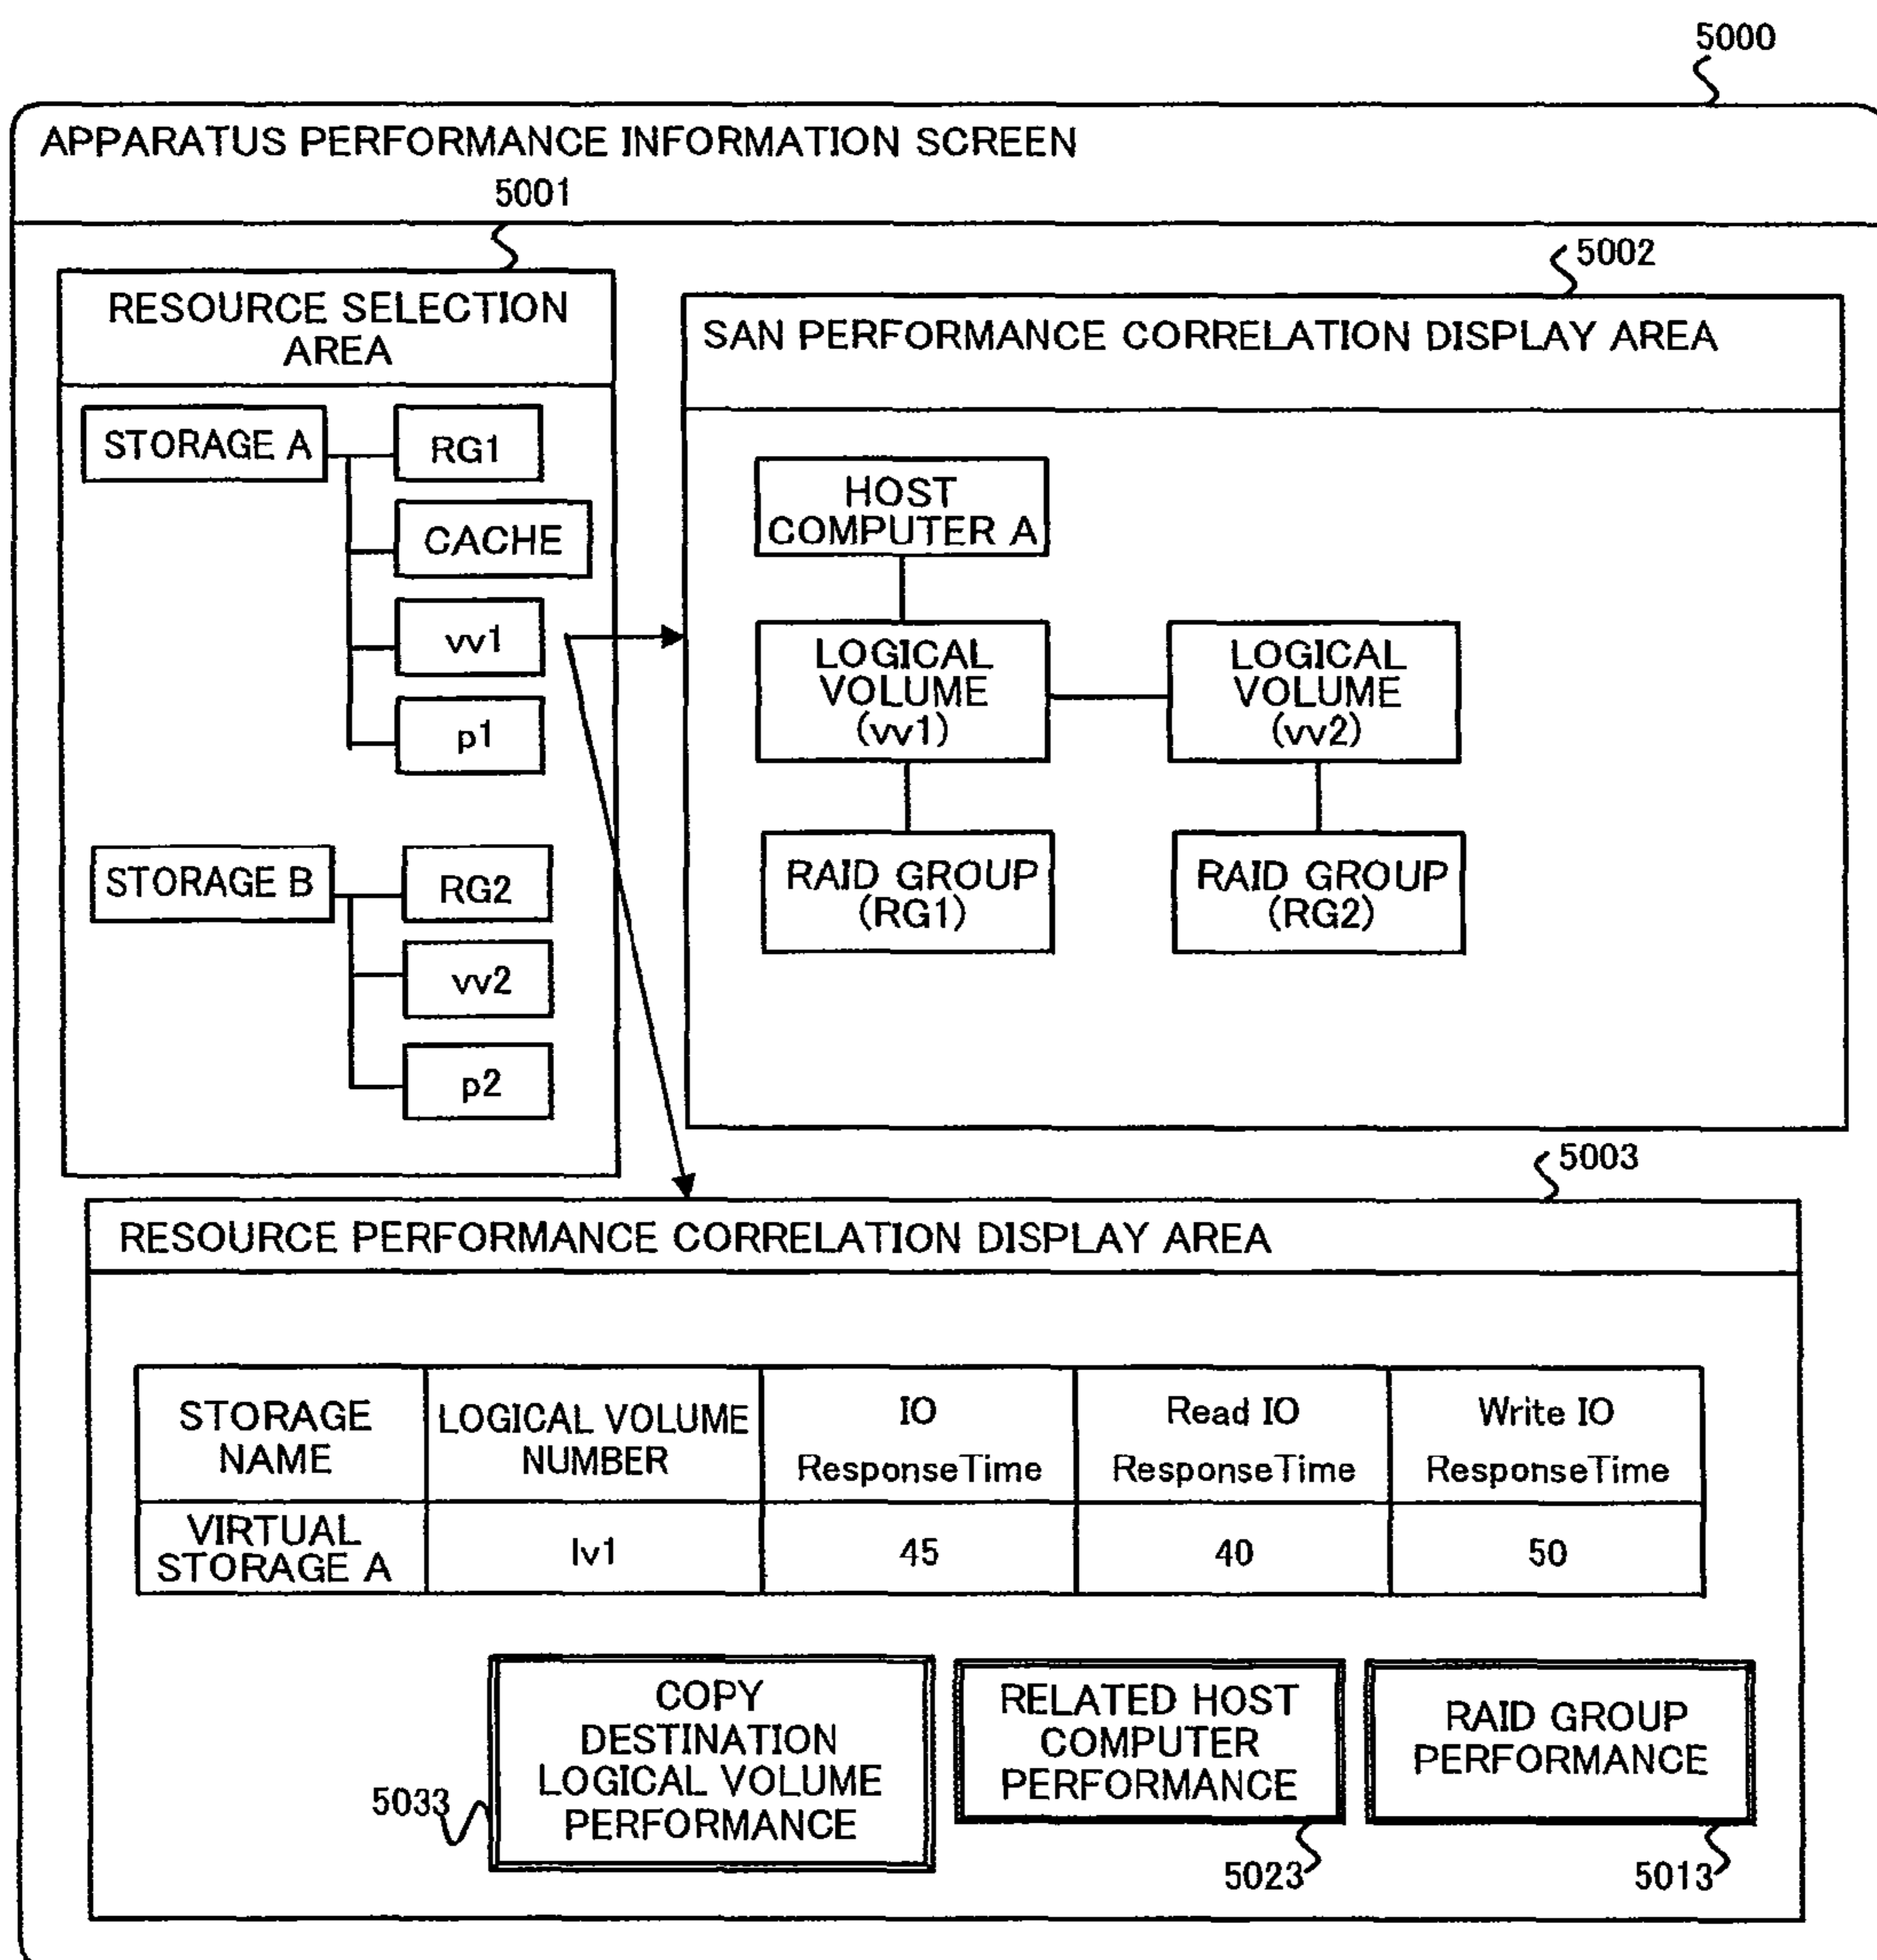 5000
APPARATUS PERFORMANCE INFORMATION SCREEN
5001
RESOURCE SELECTION
AREA
STORAGE A
RG1
CACHE
vv1
p1
STORAGE B
RG2
vv2
p2
5002
SAN PERFORMANCE CORRELATION DISPLAY AREA
HOST
COMPUTER A
LOGICAL
VOLUME
(vv1)
LOGICAL
VOLUME
(vv2)
RAID GROUP
(RG1)
RAID GROUP
(RG2)
5003
RESOURCE PERFORMANCE CORRELATION DISPLAY AREA
STORAGE
NAME
LOGICAL VOLUME
NUMBER
IO
ResponseTime
Read IO
ResponseTime
Write IO
ResponseTime
VIRTUAL
STORAGE A
lv1
45
40
50
COPY
DESTINATION
LOGICAL VOLUME
PERFORMANCE
5033
RELATED HOST
COMPUTER
PERFORMANCE
5023
RAID GROUP
PERFORMANCE
5013